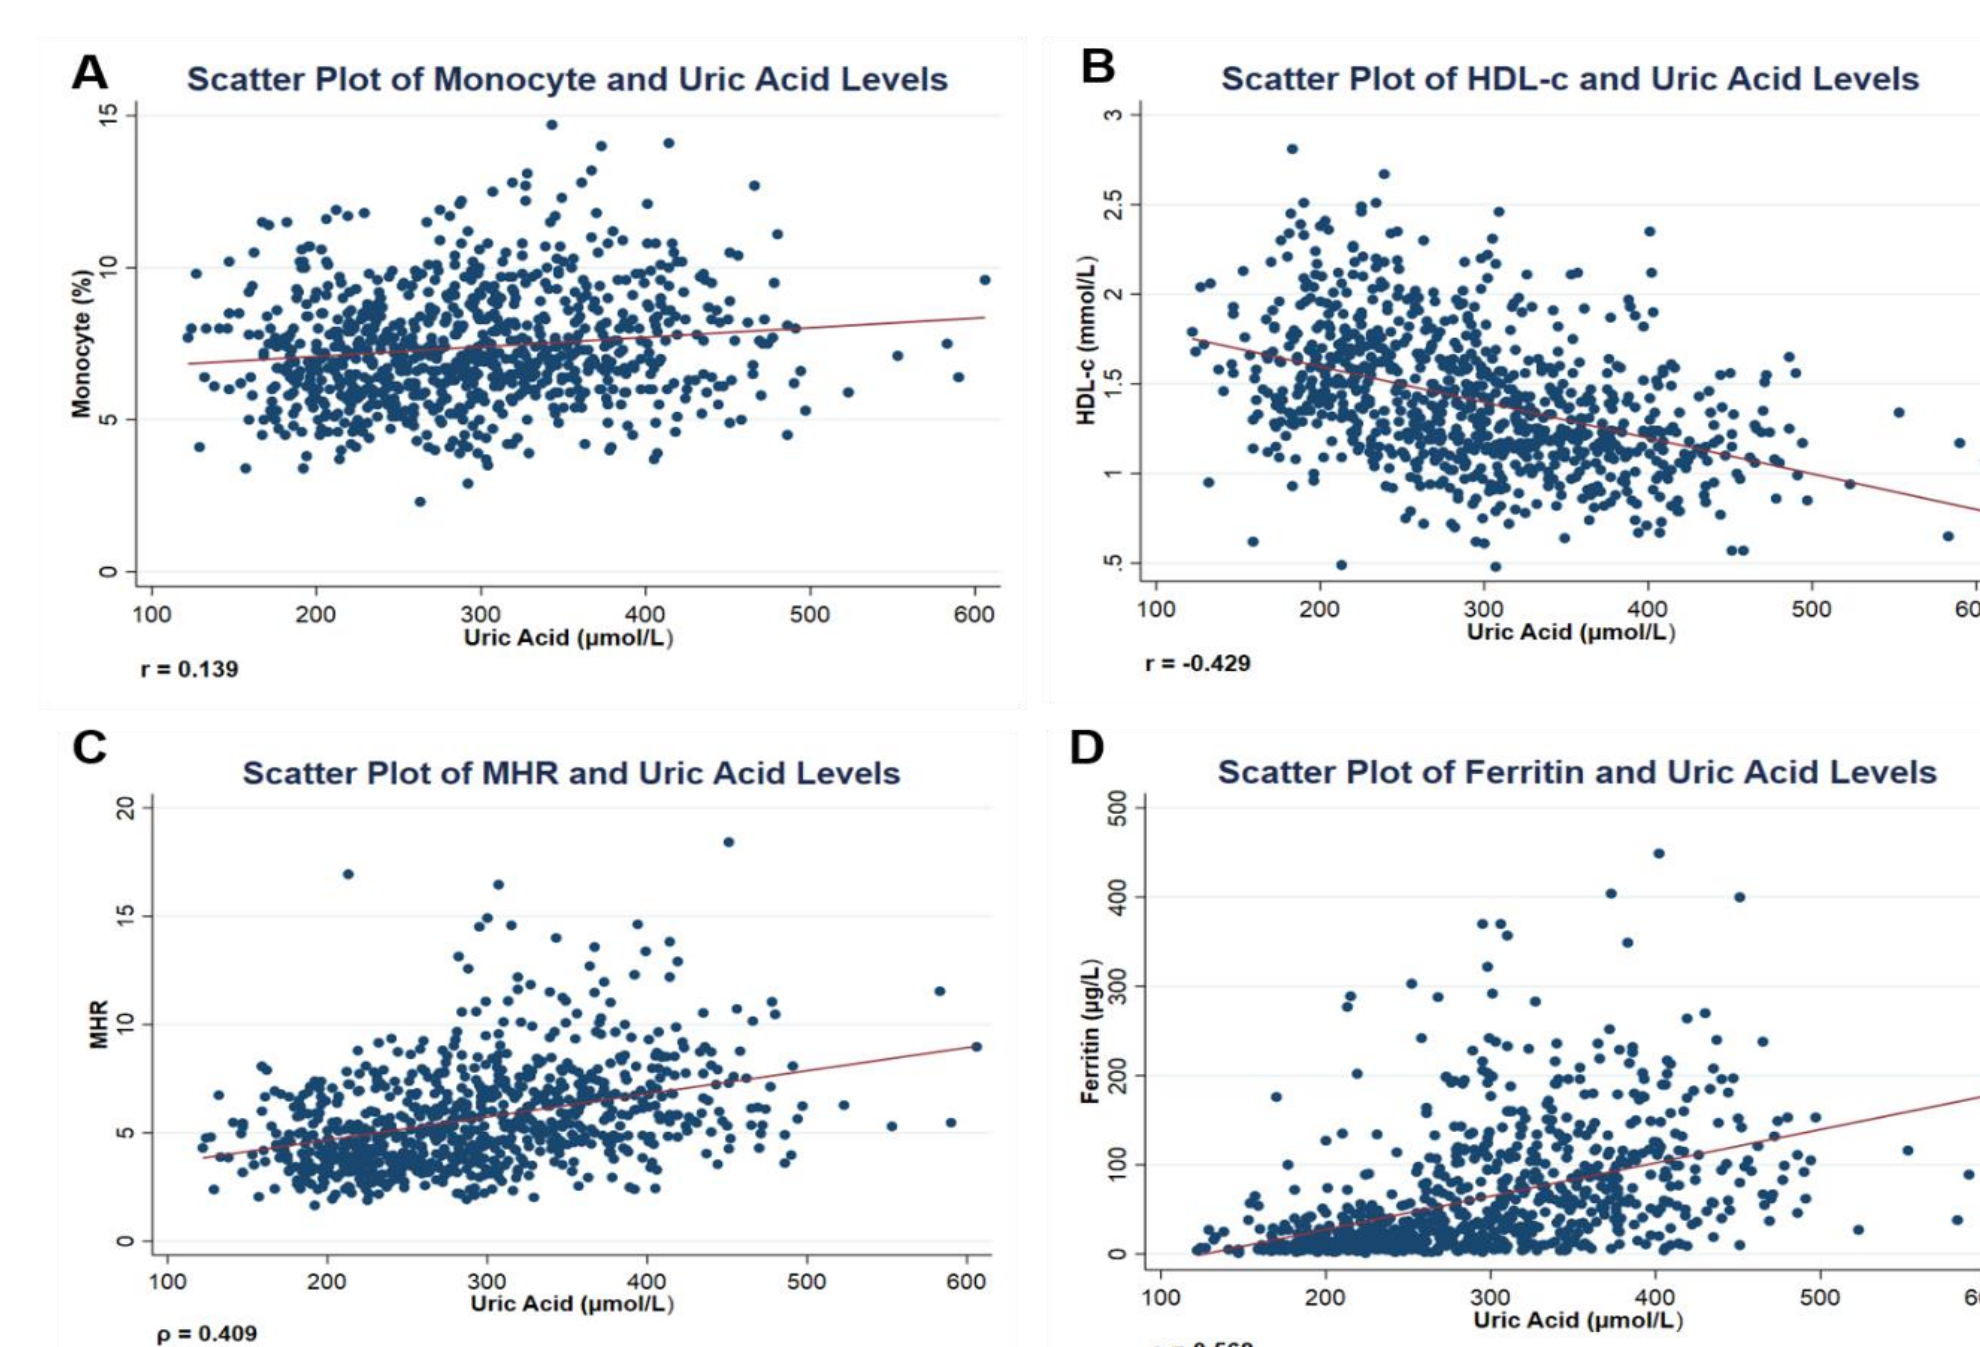 A
Scatter Plot of Monocyte and Uric Acid Levels
15
10
5
0
Monocyte (%)
100 200 300 400 500 600
Uric Acid (µmol/L)
r = 0.139
B
Scatter Plot of HDL-c and Uric Acid Levels
3
2.5
2
1.5
1
.5
HDL-c (mmol/L)
100 200 300 400 500
Uric Acid (µmol/L)
r = -0.429
C
Scatter Plot of MHR and Uric Acid Levels
20
15
10
5
0
MHR
100 200 300 400 500 600
Uric Acid (µmol/L)
ρ = 0.409
D
Scatter Plot of Ferritin and Uric Acid Levels
500
400
300
200
100
0
Ferritin (µg/L)
100 200 300 400 500
Uric Acid (µmol/L)